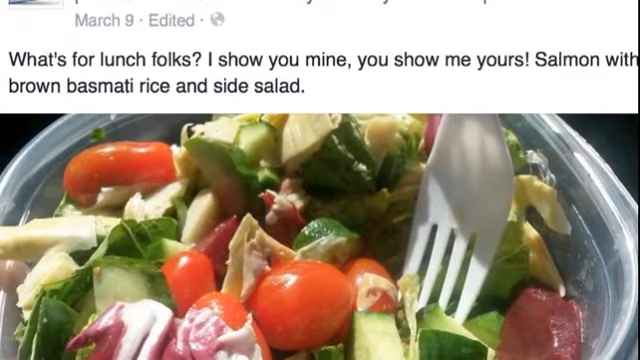 March 9 · Edited ·
What's for lunch folks? I show you mine, you show me yours! Salmon with
brown basmati rice and side salad.